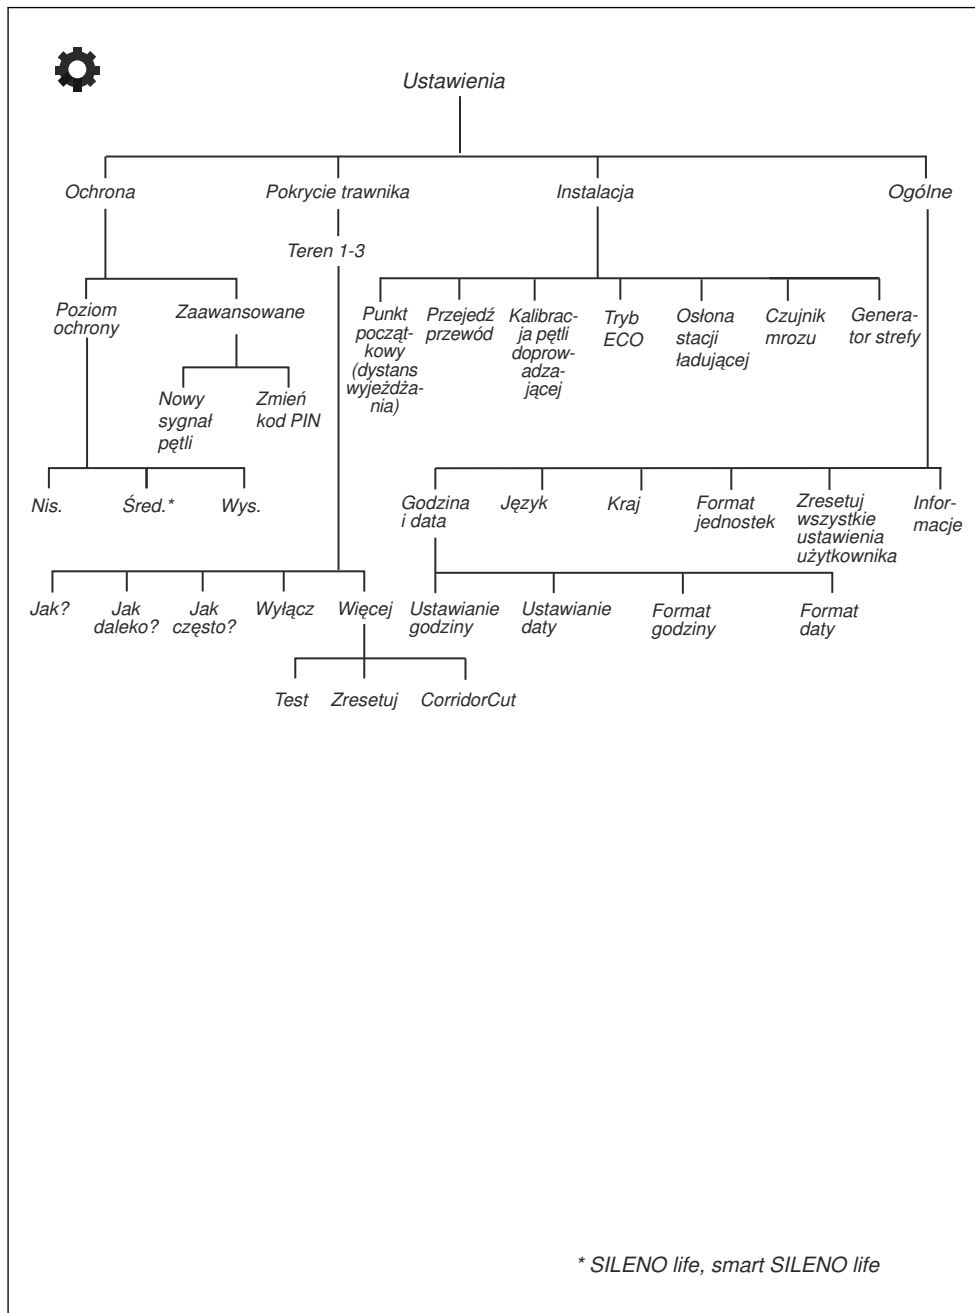 Ustawienia
Ochrona
Pokrycie trawnika
Instalacja
Ogólne
Teren 1-3
Poziom
ochrony
Zaawansowane
Punkt
począt-
kowy
(dystans
wyjeżdża-
nia)
Przejedź
przewód
Kalibrac-
ja pętli
doprow-
adza-
jącej
Tryb
ECO
Osłona
stacji
ładującej
Czujnik
mrozu
Genera-
tor strefy
Nowy
sygnał
pętli
Zmień
kod PIN
Nis.
Śred.*
Wys.
Godzina
i data
Język
Kraj
Format
jednostek
Zresetuj
wszystkie
ustawienia
użytkownika
Infor-
macje
Jak?
Jak
daleko?
Jak
często?
Wyłącz
Więcej
Ustawianie
godziny
Ustawianie
daty
Format
godziny
Format
daty
Test
Zresetuj
CorridorCut
* SILENO life, smart SILENO life